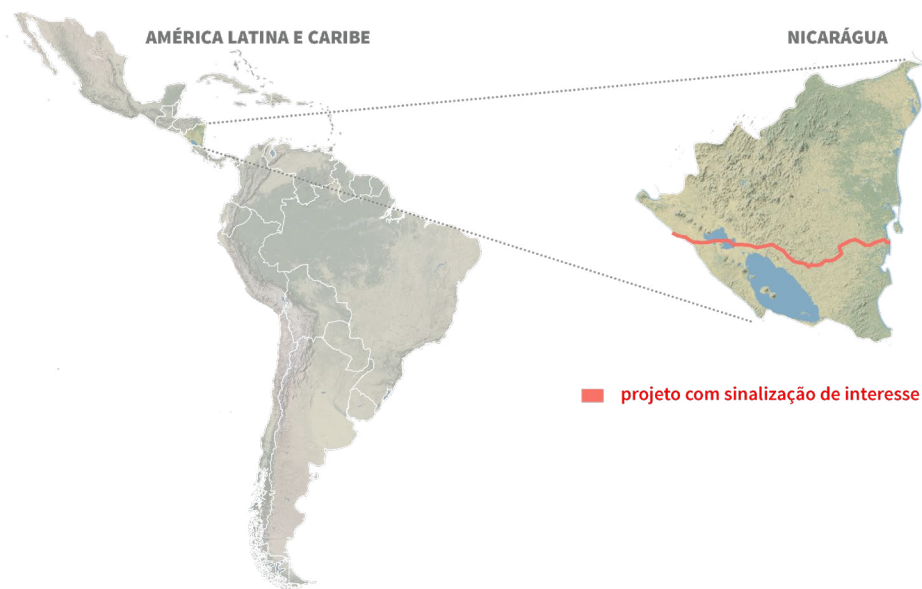 AMÉRICA LATINA E CARIBE
NICARÁGUA
projeto com sinalização de interesse